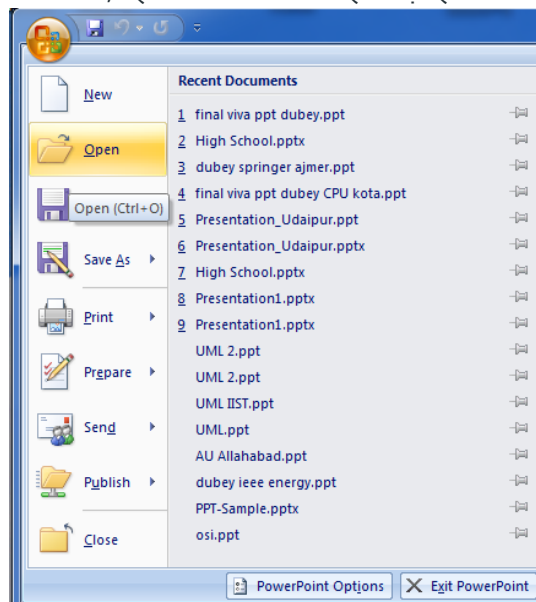 New
Open
Open (Ctrl+O)
Save As
Print
Prepare
Send
Publish
Close
Recent Documents
1 final viva ppt dubey.ppt
2 High School.pptx
3 dubey springer ajmer.ppt
4 final viva ppt dubey CPU kota.ppt
5 Presentation_Udaipur.ppt
6 Presentation_Udaipur.pptx
7 High School.pptx
8 Presentation1.pptx
9 Presentation1.pptx
UML 2.ppt
UML 2.ppt
UML IIST.ppt
UML.ppt
AU Allahabad.ppt
dubey ieee energy.ppt
PPT-Sample.pptx
osi.ppt
PowerPoint Options
Exit PowerPoint